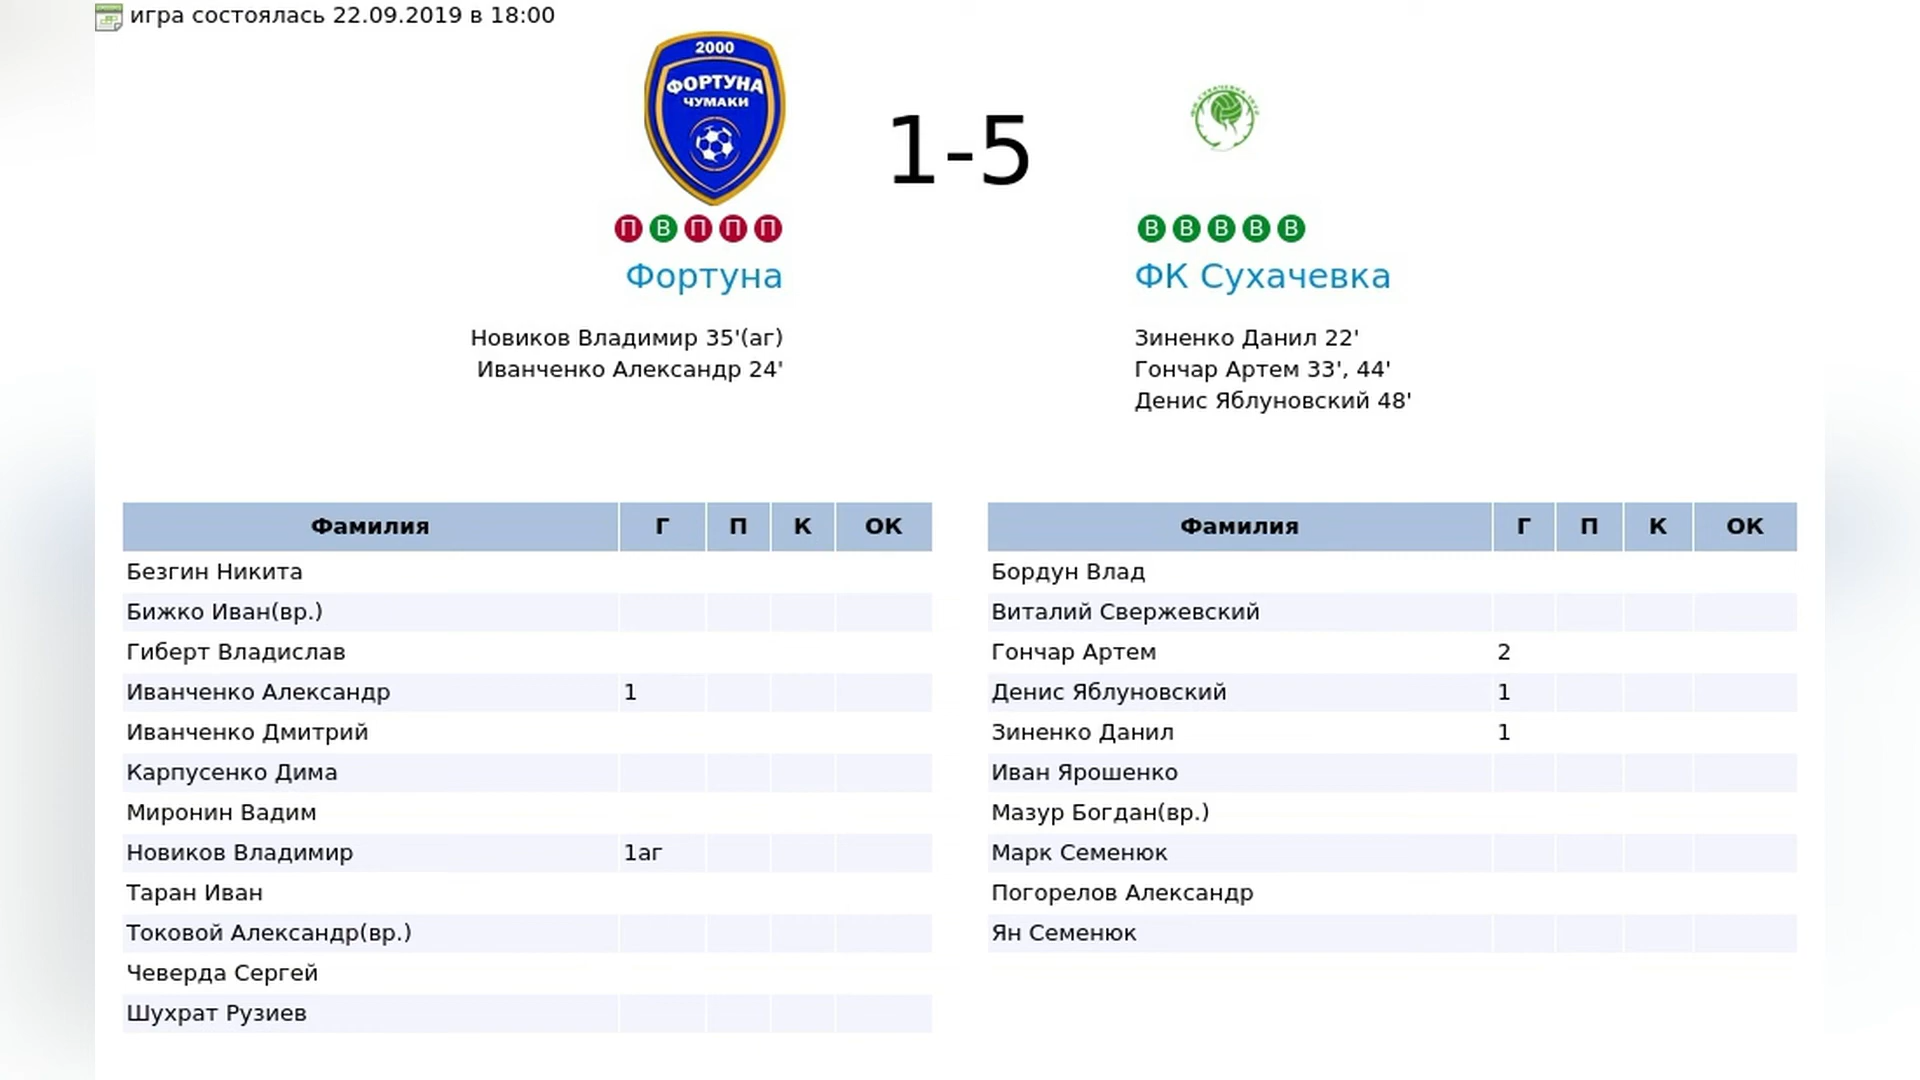 игра состоялась 22.09.2019 в 18:00
2000
ФОРТУНА
ЧУМАКИ
1-5
П В П П П
В В В В В
Фортуна
ФК Сухачевка
Новиков Владимир 35'(аг)
Иванченко Александр 24'
Зиненко Данил 22'
Гончар Артем 33', 44'
Денис Яблуновский 48'
Фамилия Г П К ОК
Безгин Никита
Бижко Иван(вр.)
Гиберт Владислав
Иванченко Александр 1
Иванченко Дмитрий
Карпусенко Дима
Миронин Вадим
Новиков Владимир 1аг
Таран Иван
Токовой Александр(вр.)
Чеверда Сергей
Шухрат Рузиев
Фамилия Г П К ОК
Бордун Влад
Виталий Свержевский
Гончар Артем 2
Денис Яблуновский 1
Зиненко Данил 1
Иван Ярошенко
Мазур Богдан(вр.)
Марк Семенюк
Погорелов Александр
Ян Семенюк